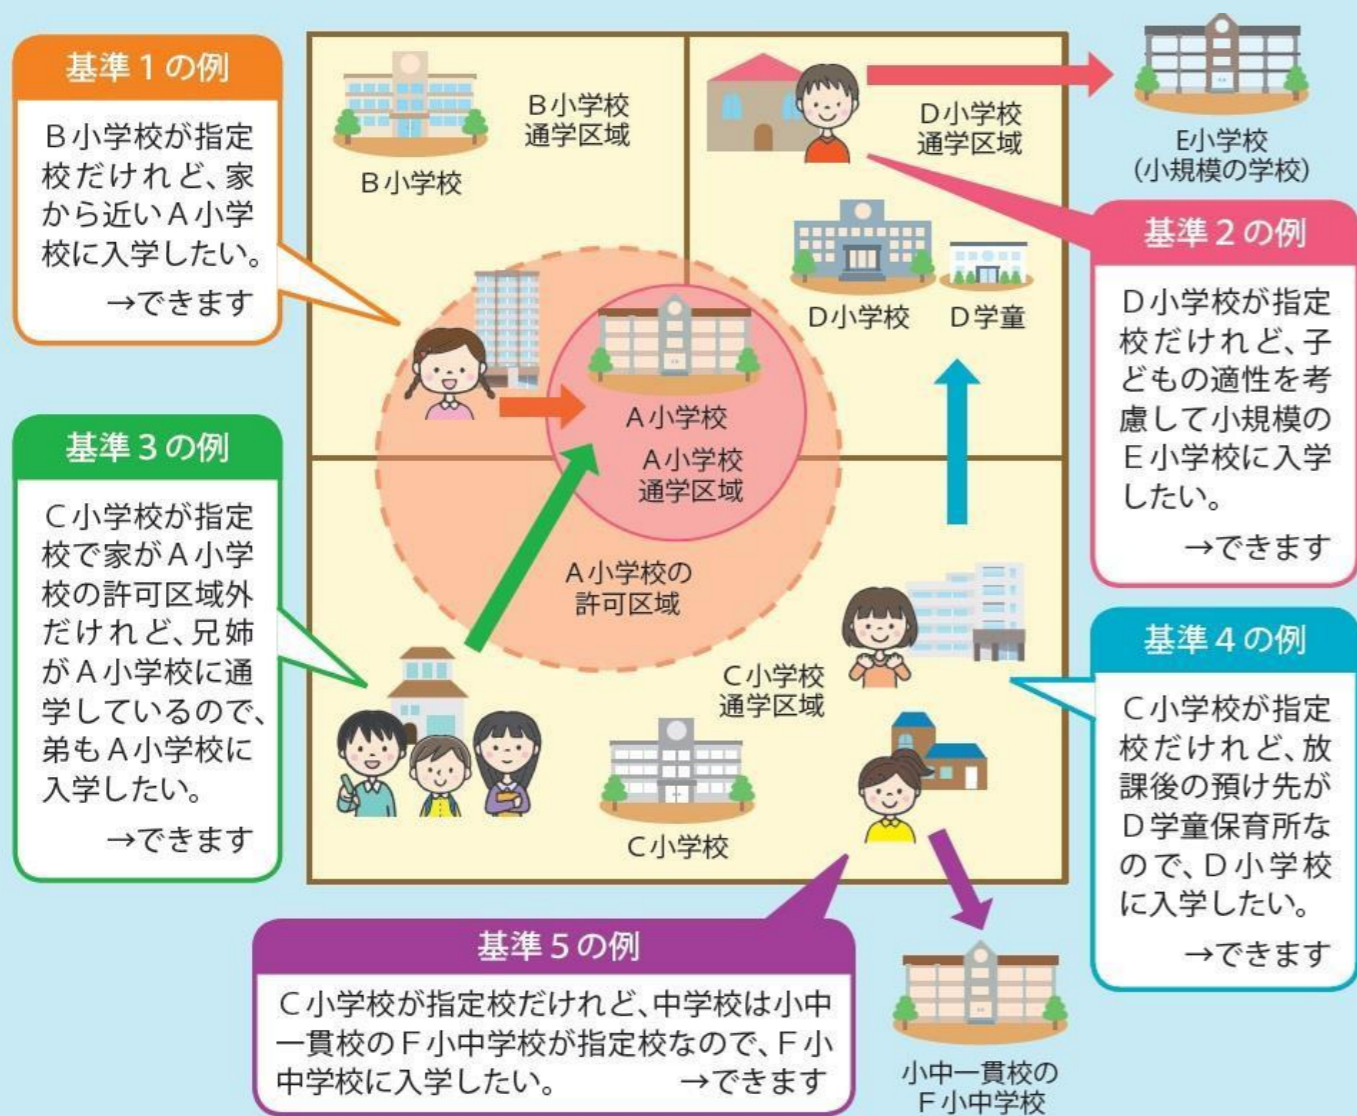 基準1の例
B小学校が指定
校だけれど、家
から近いA小学
校に入学したい。
→できます
B小学校
B小学校
通学区域
D小学校
通学区域
E小学校
(小規模の学校)
基準2の例
D小学校が指定
校だけれど、子
どもの適性を考
慮して小規模の
E小学校に入学
したい。
→できます
D小学校
D学童
A小学校
A小学校
通学区域
A小学校の
許可区域
基準3の例
C小学校が指定
校で家がA小学
校の許可区域外
だけれど、兄姉
がA小学校に通
学しているので、
弟もA小学校に
入学したい。
→できます
C小学校
通学区域
C小学校
基準4の例
C小学校が指定
校だけれど、放
課後の預け先が
D学童保育所な
ので、D小学校
に入学したい。
→できます
基準5の例
C小学校が指定校だけれど、中学校は小中
一貫校のF小中学校が指定校なので、F小
中学校に入学したい。 →できます
小中一貫校の
F小中学校